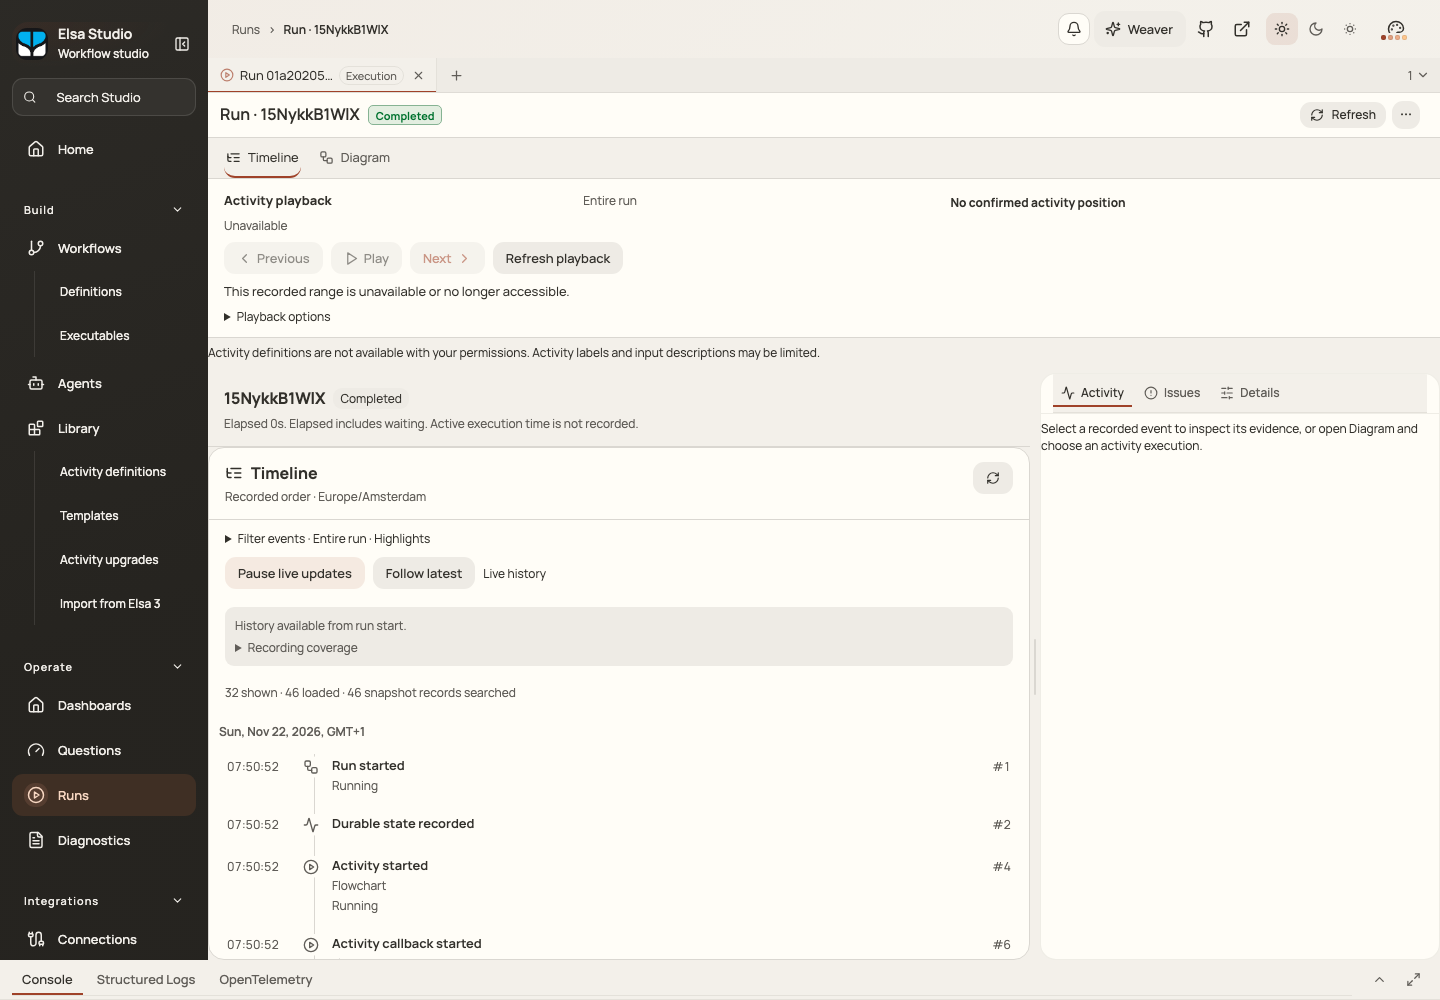 Elsa Studio
Workflow studio
Search Studio
Home
Build
Workflows
Definitions
Executables
Agents
Library
Activity definitions
Templates
Activity upgrades
Import from Elsa 3
Operate
Dashboards
Questions
Runs
Diagnostics
Integrations
Connections
Runs › Run · 15NykkB1WlX
Weaver
Run 01a20205... Execution
1
Run · 15NykkB1WlX Completed
Refresh
Timeline Diagram
Activity playback Entire run No confirmed activity position
Unavailable
Previous Play Next Refresh playback
This recorded range is unavailable or no longer accessible.
Playback options
Activity definitions are not available with your permissions. Activity labels and input descriptions may be limited.
15NykkB1WlX Completed
Elapsed 0s. Elapsed includes waiting. Active execution time is not recorded.
Timeline
Recorded order · Europe/Amsterdam
Filter events · Entire run · Highlights
Pause live updates Follow latest Live history
History available from run start.
Recording coverage
32 shown · 46 loaded · 46 snapshot records searched
Sun, Nov 22, 2026, GMT+1
07:50:52 Run started #1
Running
07:50:52 Durable state recorded #2
07:50:52 Activity started #4
Flowchart
Running
07:50:52 Activity callback started #6
Activity Issues Details
Select a recorded event to inspect its evidence, or open Diagram and
choose an activity execution.
Console Structured Logs OpenTelemetry